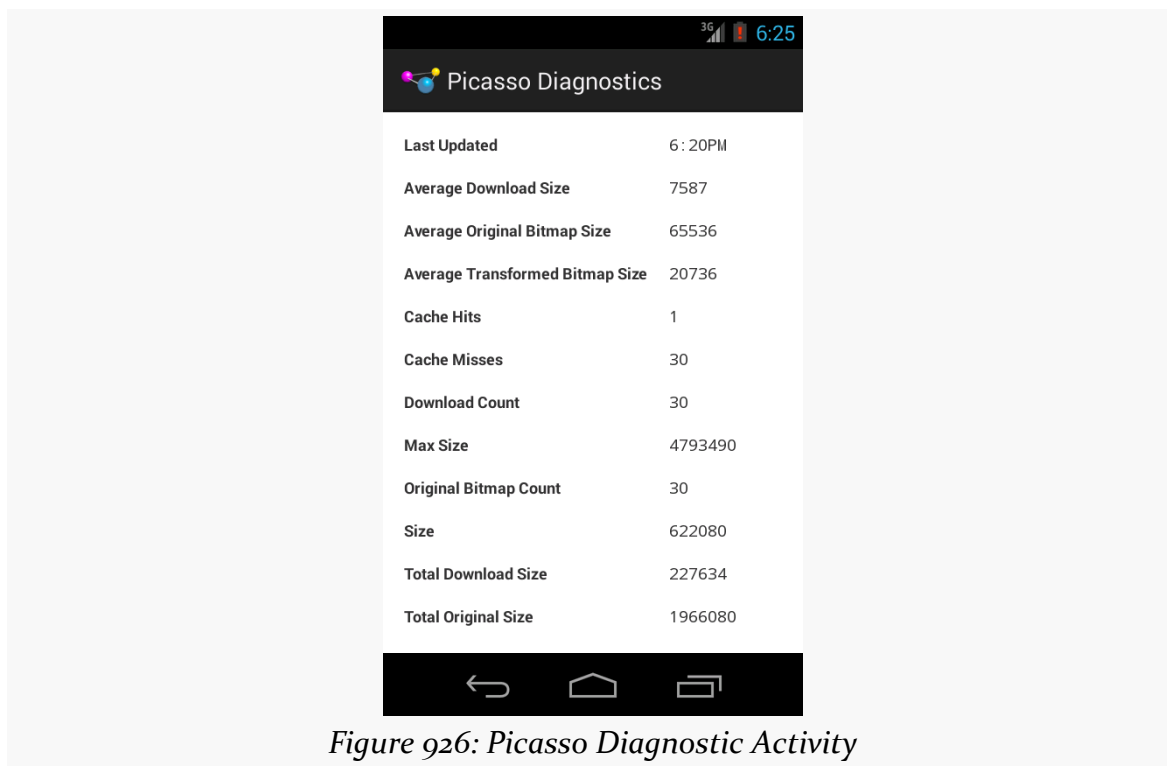 3G 6:25
Picasso Diagnostics
Last Updated 6:20PM
Average Download Size 7587
Average Original Bitmap Size 65536
Average Transformed Bitmap Size 20736
Cache Hits 1
Cache Misses 30
Download Count 30
Max Size 4793490
Original Bitmap Count 30
Size 622080
Total Download Size 227634
Total Original Size 1966080
Figure 926: Picasso Diagnostic Activity